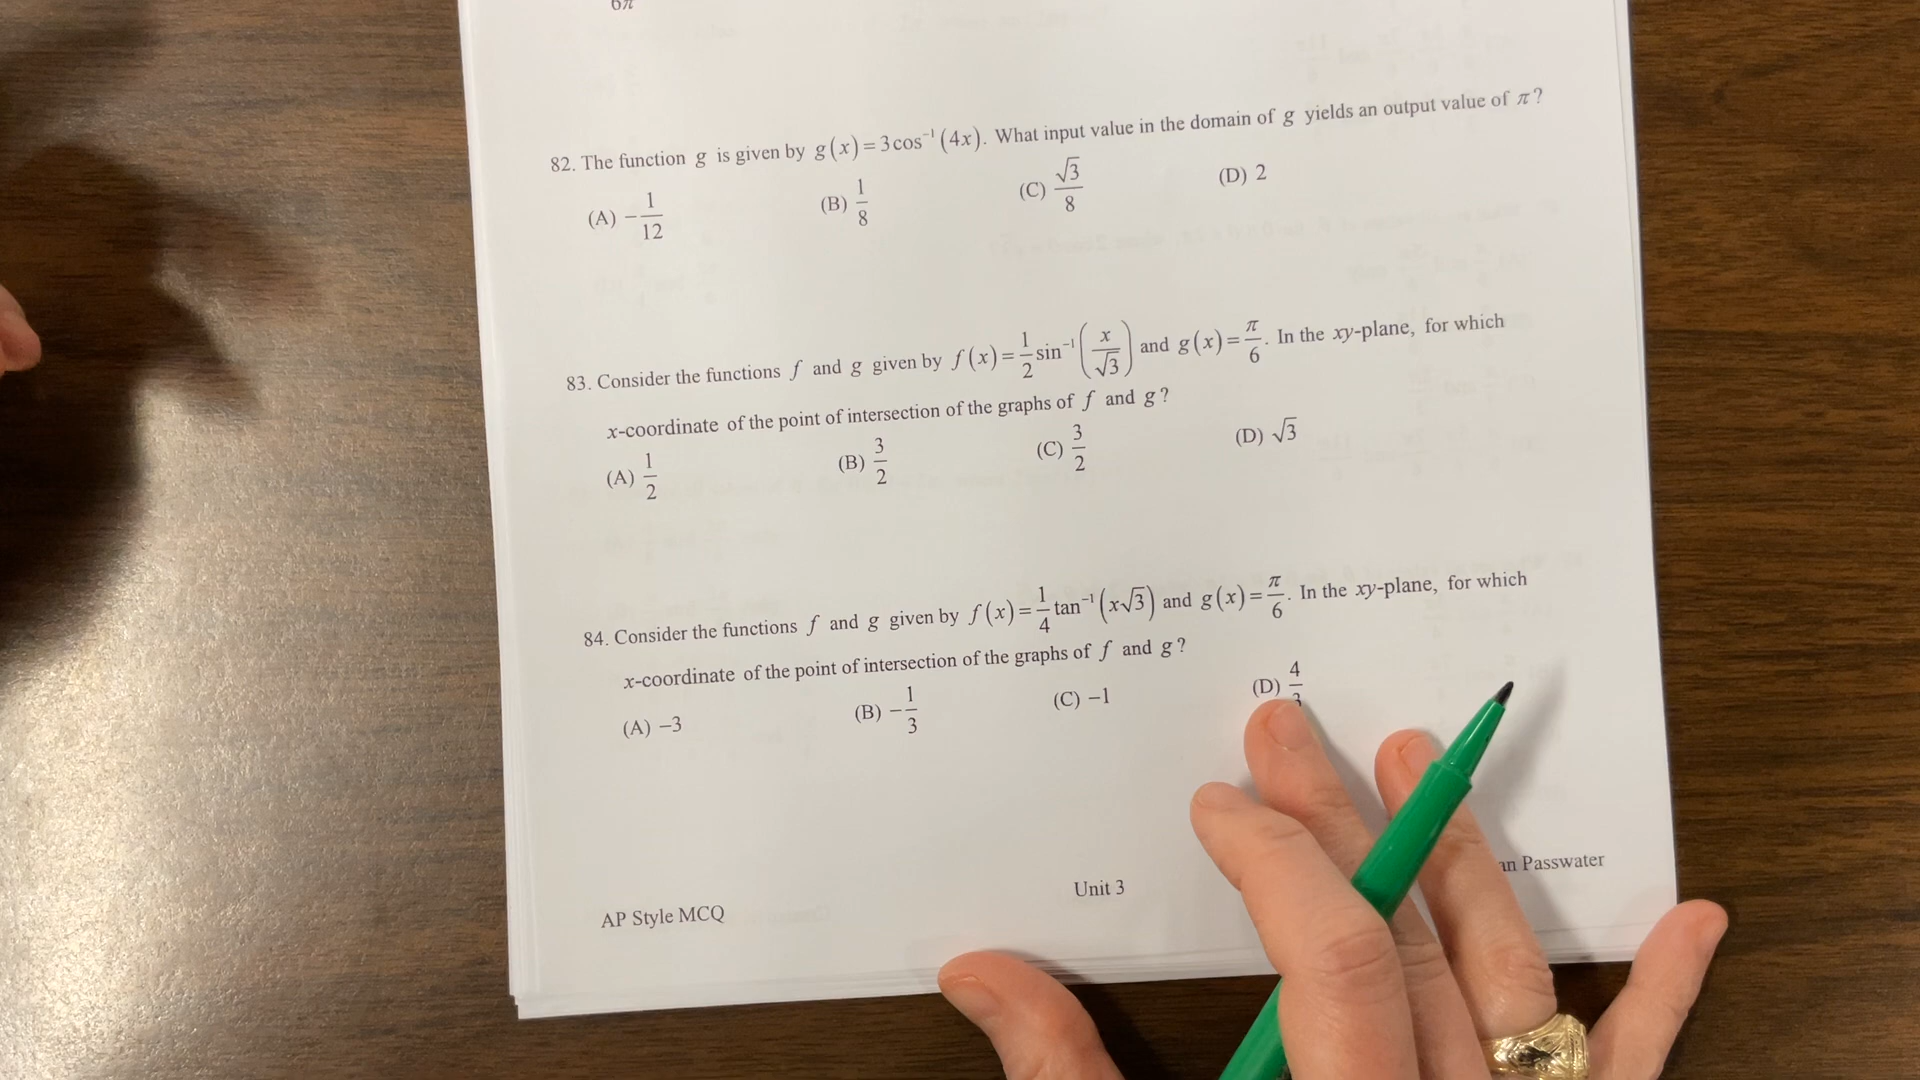 6π
82. The function g is given by g(x) = 3cos⁻¹(4x). What input value in the domain of g yields an output value of π?
(A) −1/12 (B) 1/8 (C) √3/8 (D) 2
83. Consider the functions f and g given by f(x) = 1/2 sin⁻¹(x/√3) and g(x) = π/6. In the xy-plane, for which
x-coordinate of the point of intersection of the graphs of f and g?
(A) 1/2 (B) 3/2 (C) 3/2 (D) √3
84. Consider the functions f and g given by f(x) = 1/4 tan⁻¹(x√3) and g(x) = π/6. In the xy-plane, for which
x-coordinate of the point of intersection of the graphs of f and g?
(A) −3 (B) −1/3 (C) −1 (D) 4/3
AP Style MCQ Unit 3 Passwater